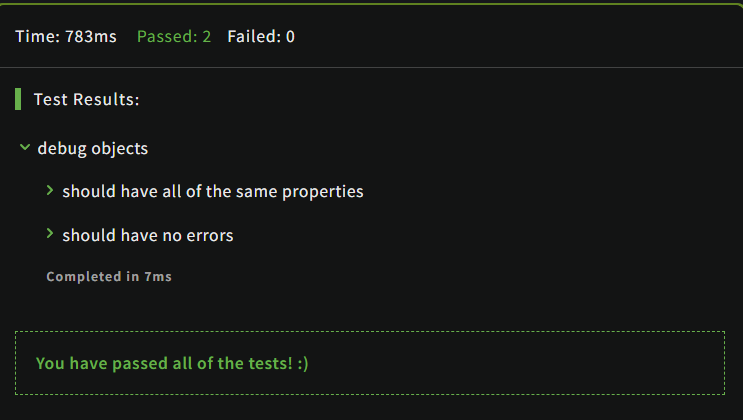 Time: 783ms Passed: 2 Failed: 0
Test Results:
debug objects
should have all of the same properties
should have no errors
Completed in 7ms
You have passed all of the tests! :)